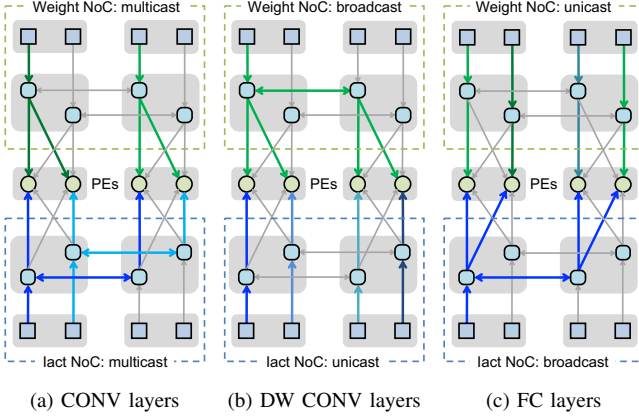 Weight NoC: multicast
Weight NoC: broadcast
Weight NoC: unicast
PEs
PEs
PEs
Iact NoC: multicast
Iact NoC: unicast
Iact NoC: broadcast
(a) CONV layers
(b) DW CONV layers
(c) FC layers